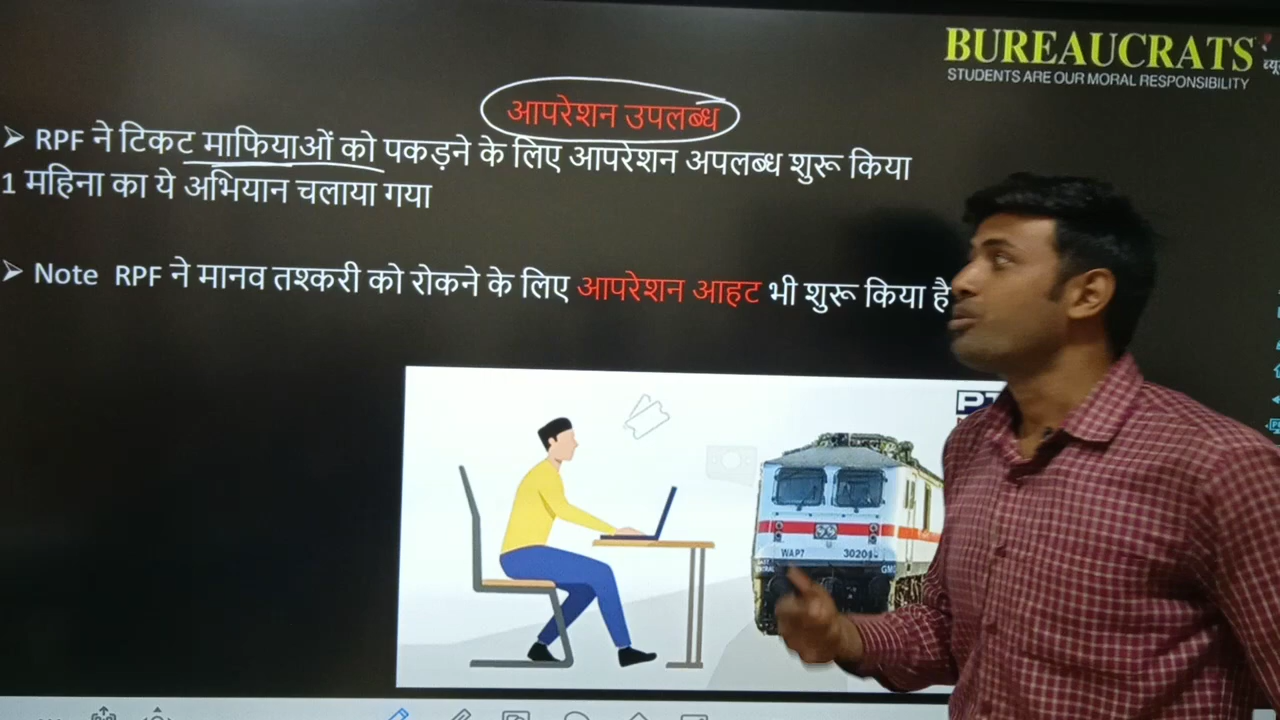 BUREAUCRATS
STUDENTS ARE OUR MORAL RESPONSIBILITY
आपरेशन उपलब्ध
➤ RPF ने टिकट माफियाओं को पकड़ने के लिए आपरेशन अपलब्ध शुरू किया
1 महिना का ये अभियान चलाया गया
➤ Note RPF ने मानव तश्करी को रोकने के लिए आपरेशन आहट भी शुरू किया है
WAP7